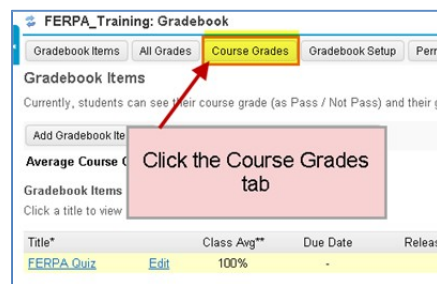 FERPA_Training: Gradebook
Gradebook Items All Grades Course Grades Gradebook Setup
Gradebook Items
Currently, students can see their course grade (as Pass / Not Pass) and their
Add Gradebook
Click the Course Grades
tab
Average Course
Gradebook Items
Click a title to view
Title* Class Avg** Due Date
FERPA Quiz Edit 100% -